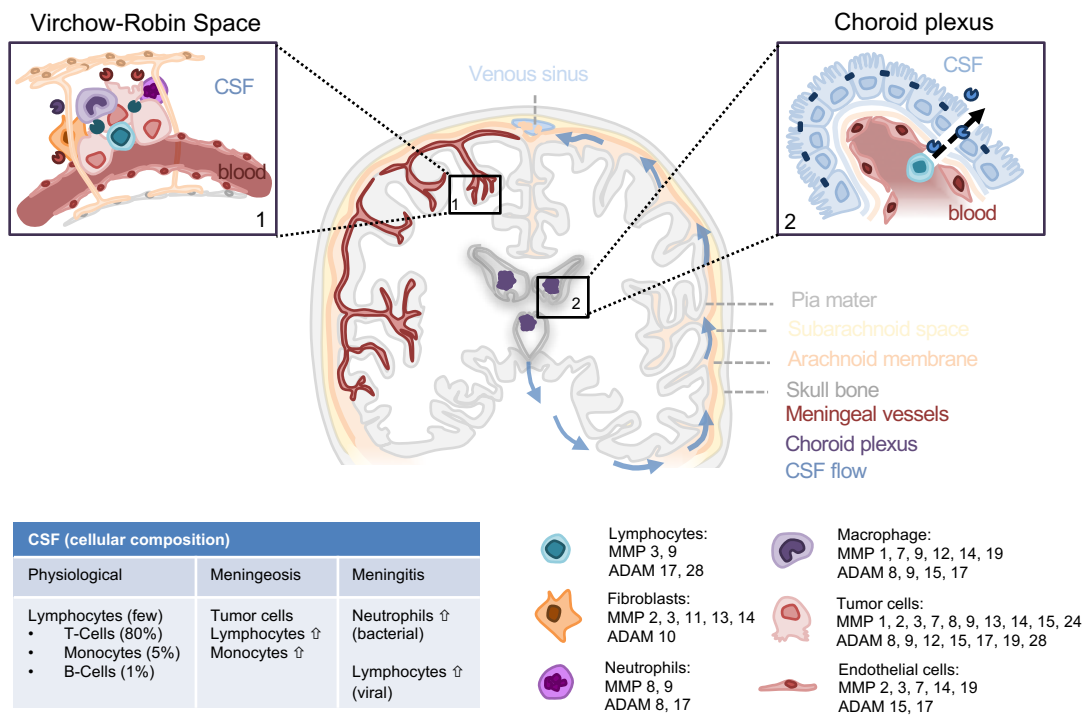 Virchow-Robin Space
CSF
blood
1
Venous sinus
1
2
Choroid plexus
CSF
blood
2
Pia mater
Subarachnoid space
Arachnoid membrane
Skull bone
Meningeal vessels
Choroid plexus
CSF flow
CSF (cellular composition)
Physiological
Meningeosis
Meningitis
Lymphocytes (few)
• T-Cells (80%)
• Monocytes (5%)
• B-Cells (1%)
Tumor cells
Lymphocytes ⇧
Monocytes ⇧
Neutrophils ⇧
(bacterial)
Lymphocytes ⇧
(viral)
Lymphocytes:
MMP 3, 9
ADAM 17, 28
Fibroblasts:
MMP 2, 3, 11, 13, 14
ADAM 10
Neutrophils:
MMP 8, 9
ADAM 8, 17
Macrophage:
MMP 1, 7, 9, 12, 14, 19
ADAM 8, 9, 15, 17
Tumor cells:
MMP 1, 2, 3, 7, 8, 9, 13, 14, 15, 24
ADAM 8, 9, 12, 15, 17, 19, 28
Endothelial cells:
MMP 2, 3, 7, 14, 19
ADAM 15, 17